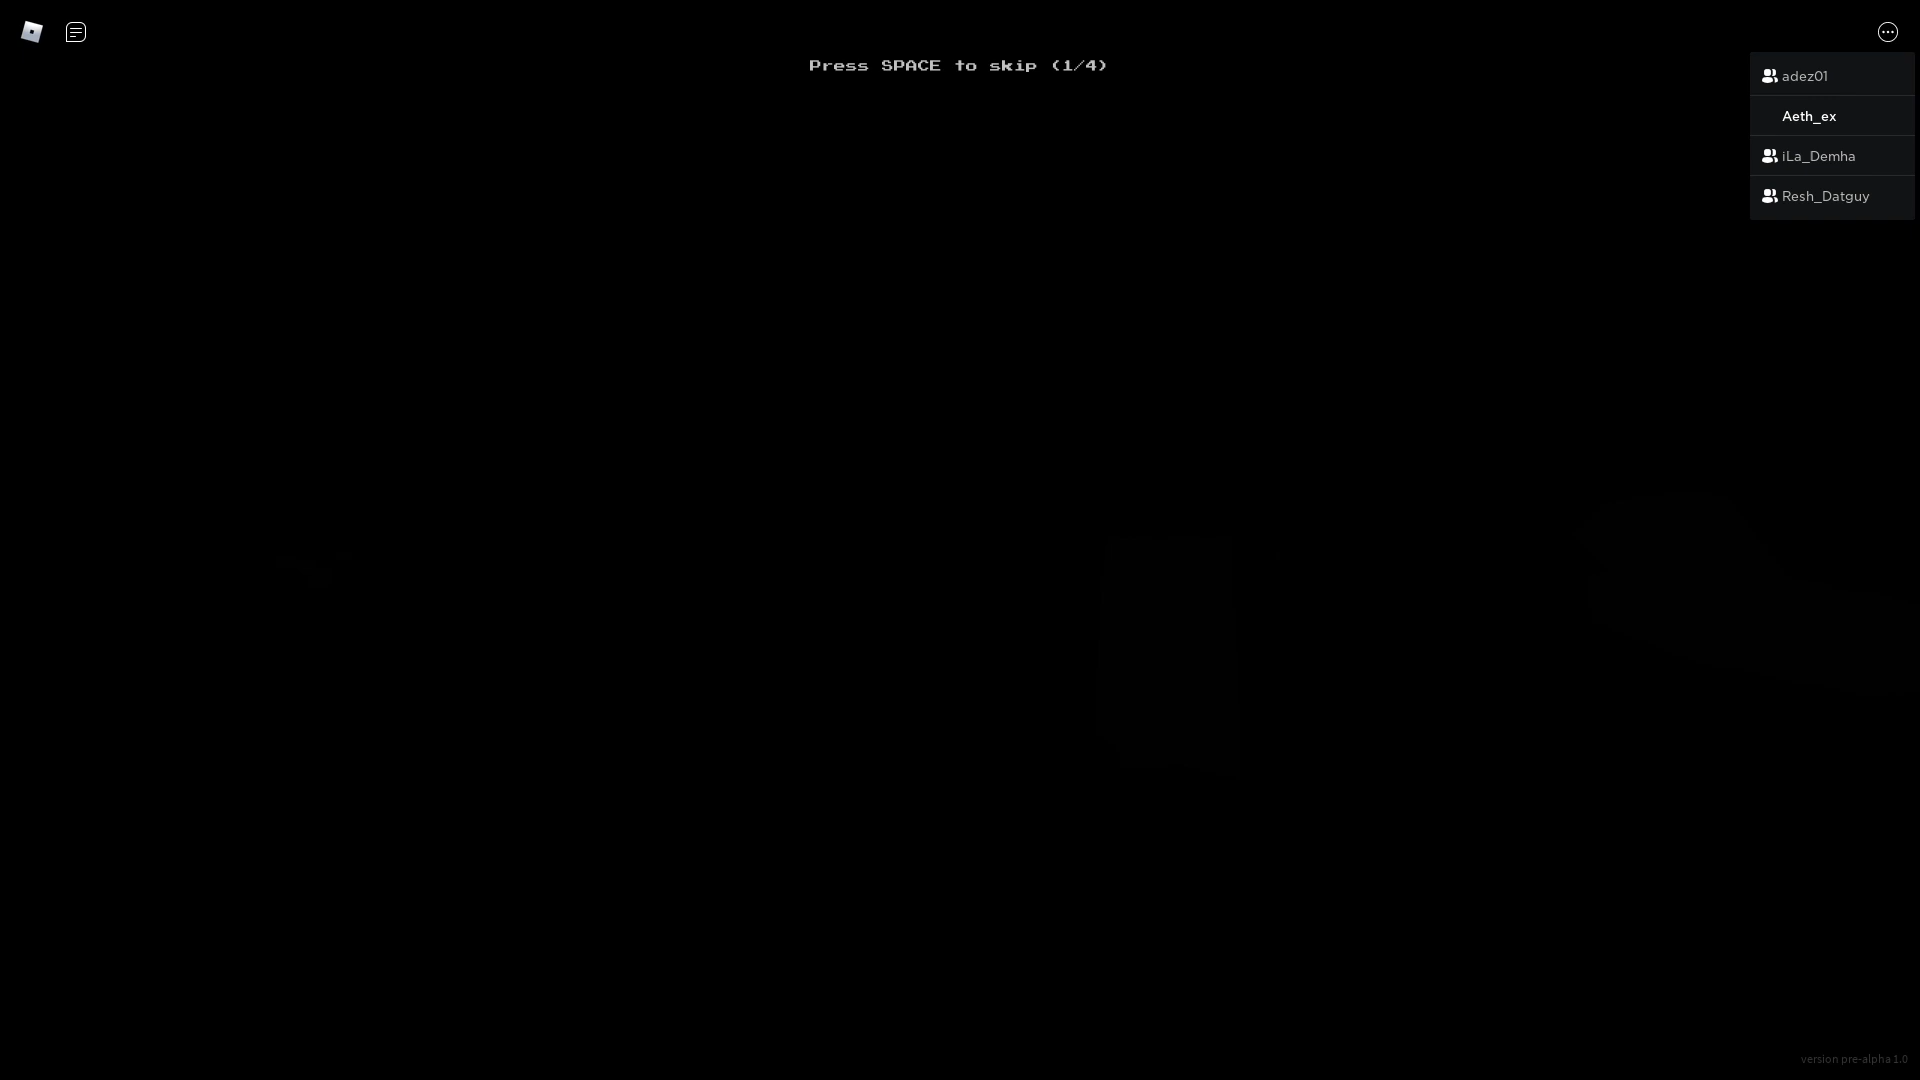 Press SPACE to skip (1/4)
adez01
Aeth_ex
iLa_Demha
Resh_Datguy
version pre-alpha 1.0